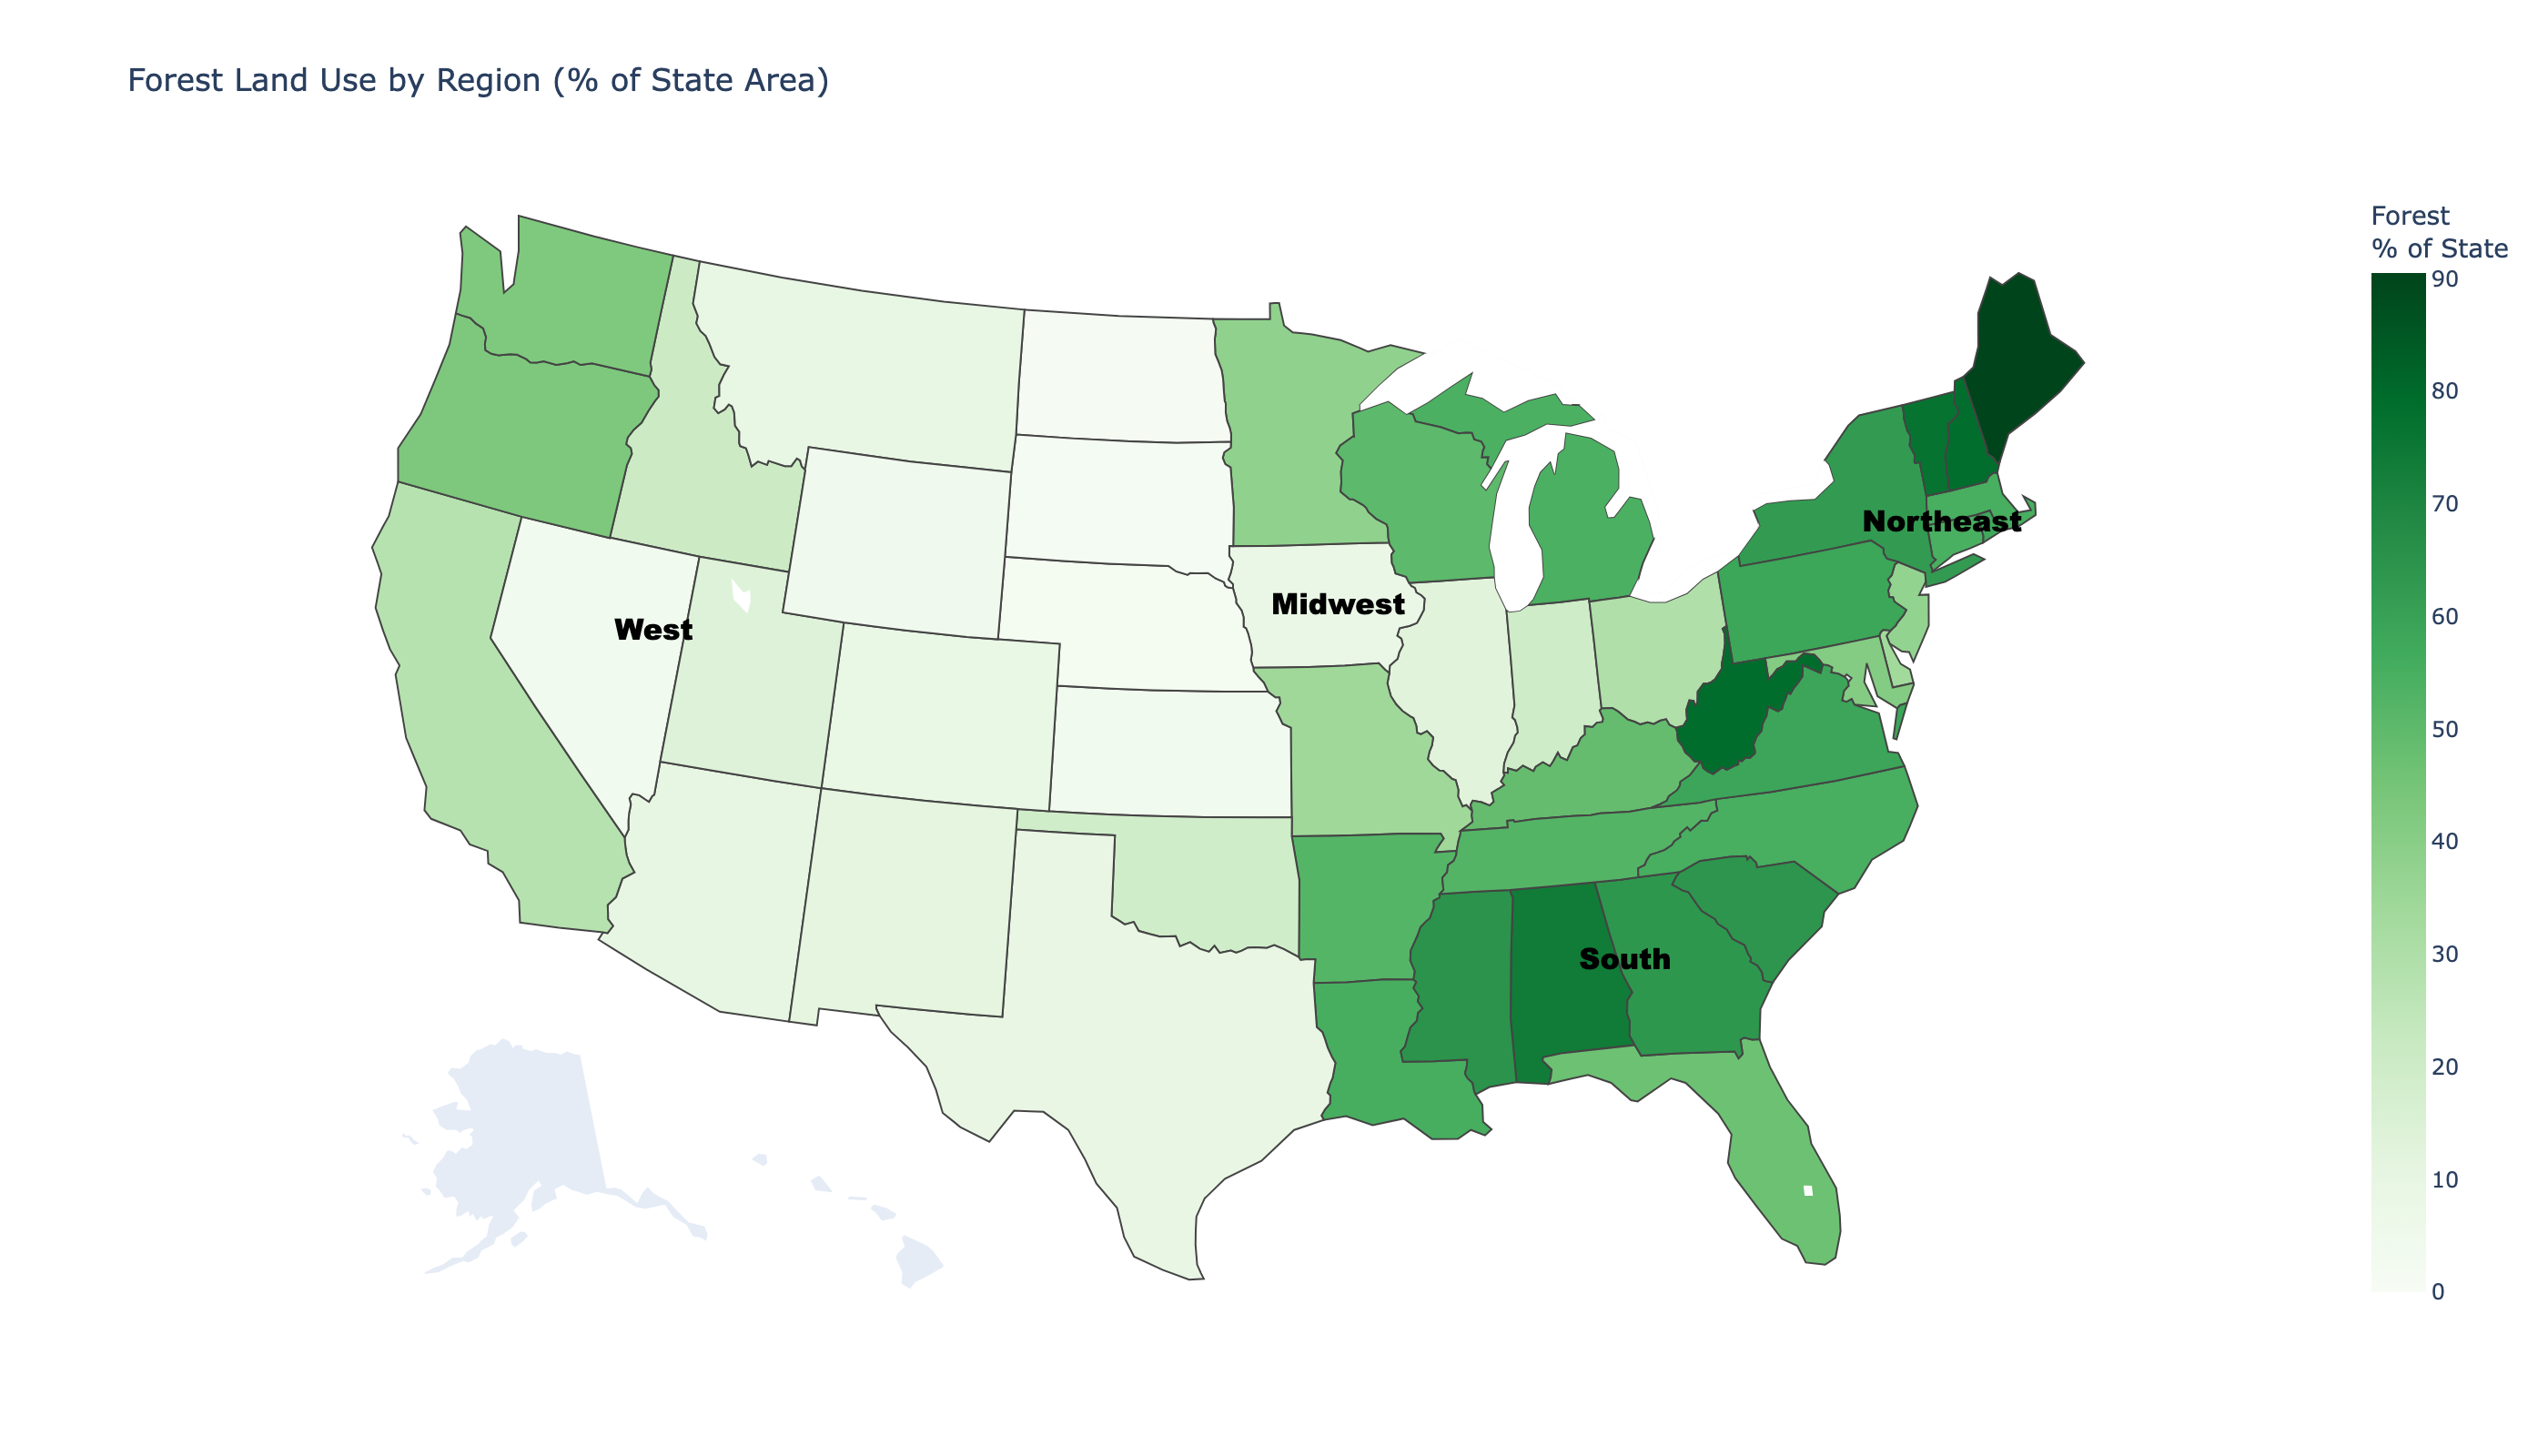 Forest Land Use by Region (% of State Area)
Forest
% of State
90
80
70
60
50
40
30
20
10
0
Northeast
Midwest
West
South